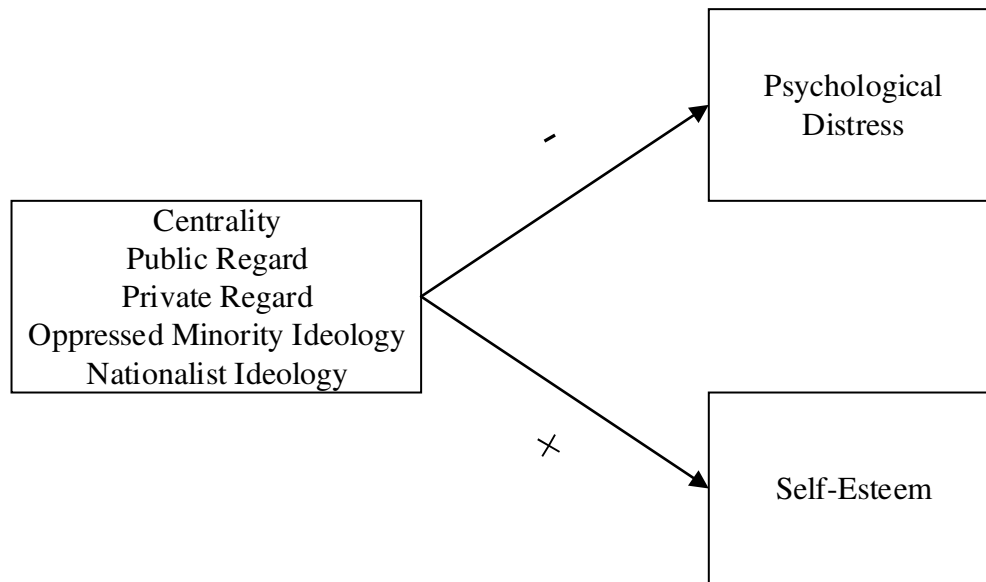 Psychological
Distress
-
Centrality
Public Regard
Private Regard
Oppressed Minority Ideology
Nationalist Ideology
+
Self-Esteem